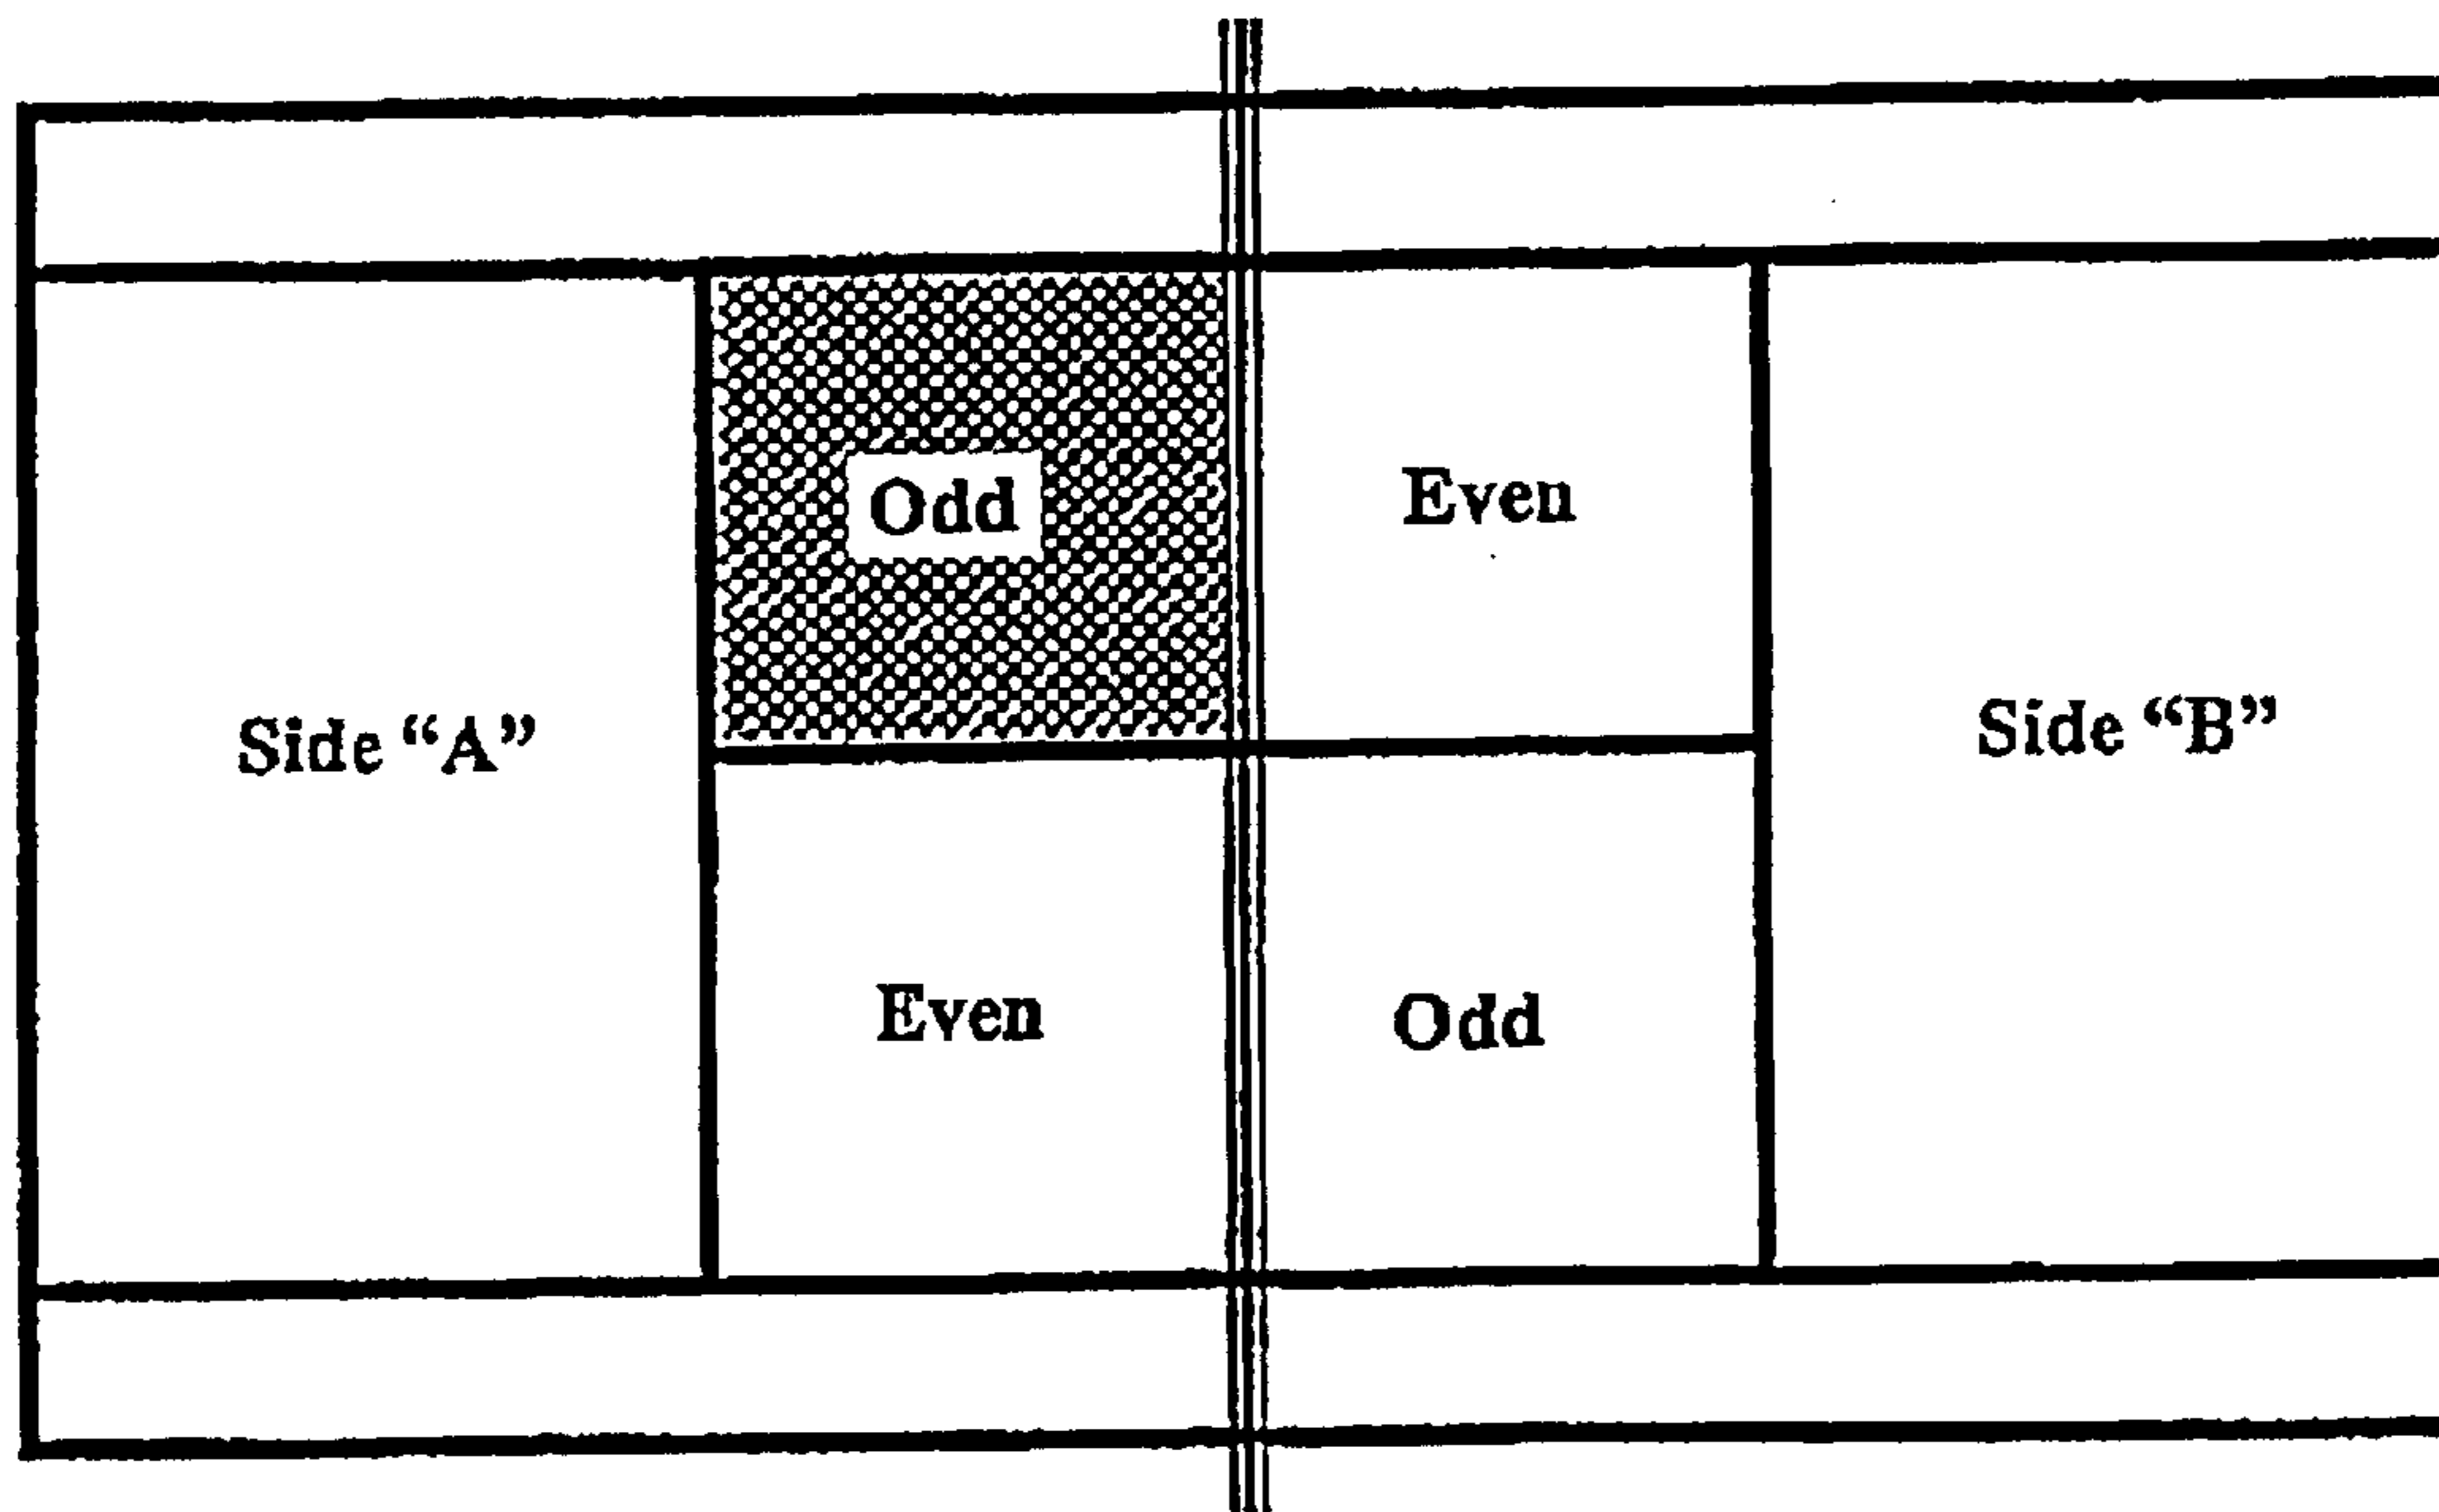 Odd
Even
Side “A”
Side “B”
Even
Odd